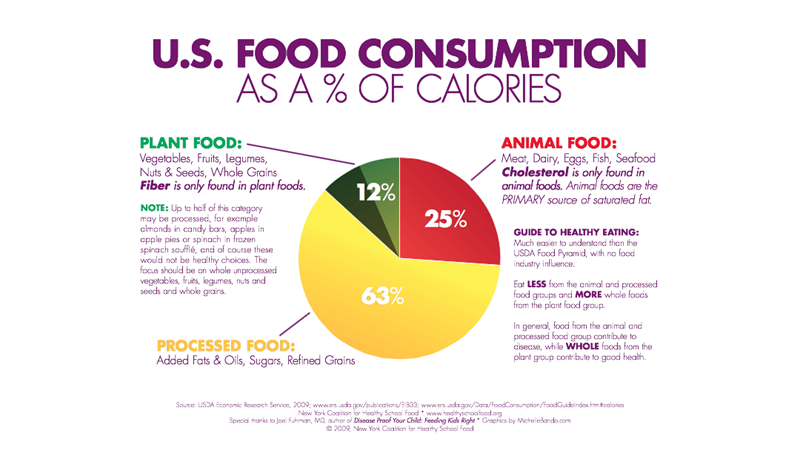 U.S. FOOD CONSUMPTION
AS A % OF CALORIES
PLANT FOOD:
Vegetables, Fruits, Legumes,
Nuts & Seeds, Whole Grains
Fiber is only found in plant foods.
NOTE: Up to half of this category
may be processed, for example
almonds in candy bars, apples in
apple pies or spinach in frozen
spinach soufflé, and of course these
would not be healthy choices. The
focus should be on whole unprocessed
vegetables, fruits, legumes, nuts and
seeds and whole grains.
12%
25%
63%
ANIMAL FOOD:
Meat, Dairy, Eggs, Fish, Seafood
Cholesterol is only found in
animal foods. Animal foods are the
PRIMARY source of saturated fat.
GUIDE TO HEALTHY EATING:
Much easier to understand than the
USDA Food Pyramid, with no food
industry influence.
Eat LESS from the animal and processed
food groups and MORE whole foods
from the plant food group.
In general, food from the animal and
processed food group contribute to
disease, while WHOLE foods from the
plant group contribute to good health.
PROCESSED FOOD:
Added Fats & Oils, Sugars, Refined Grains
Source: USDA Economic Research Service, 2009; www.ers.usda.gov/publications/EIB33; www.ers.usda.gov/Data/FoodConsumption/FoodGuideIndex.htm#calories
New York Coalition for Healthy School Food * www.healthyschoolfood.org
Special thanks to Joel Fuhrman, MD, author of Disease Proof Your Child: Feeding Kids Right * Graphics by MichelleBando.com
© 2009, New York Coalition for Healthy School Food